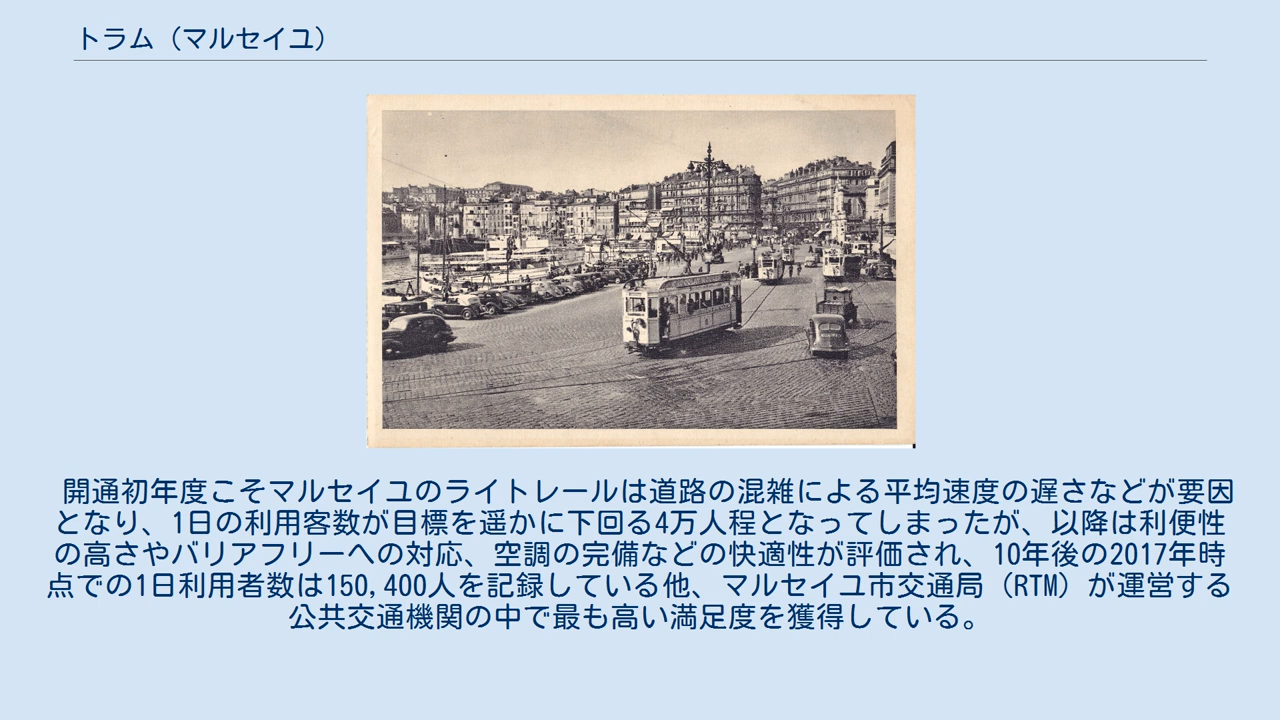 トラム（マルセイユ）
開通初年度こそマルセイユのライトレールは道路の混雑による平均速度の遅さなどが要因
となり、1日の利用客数が目標を遥かに下回る4万人程となってしまったが、以降は利便性
の高さやバリアフリーへの対応、空調の完備などの快適性が評価され、10年後の2017年時
点での1日利用者数は150,400人を記録している他、マルセイユ市交通局（RTM）が運営する
公共交通機関の中で最も高い満足度を獲得している。